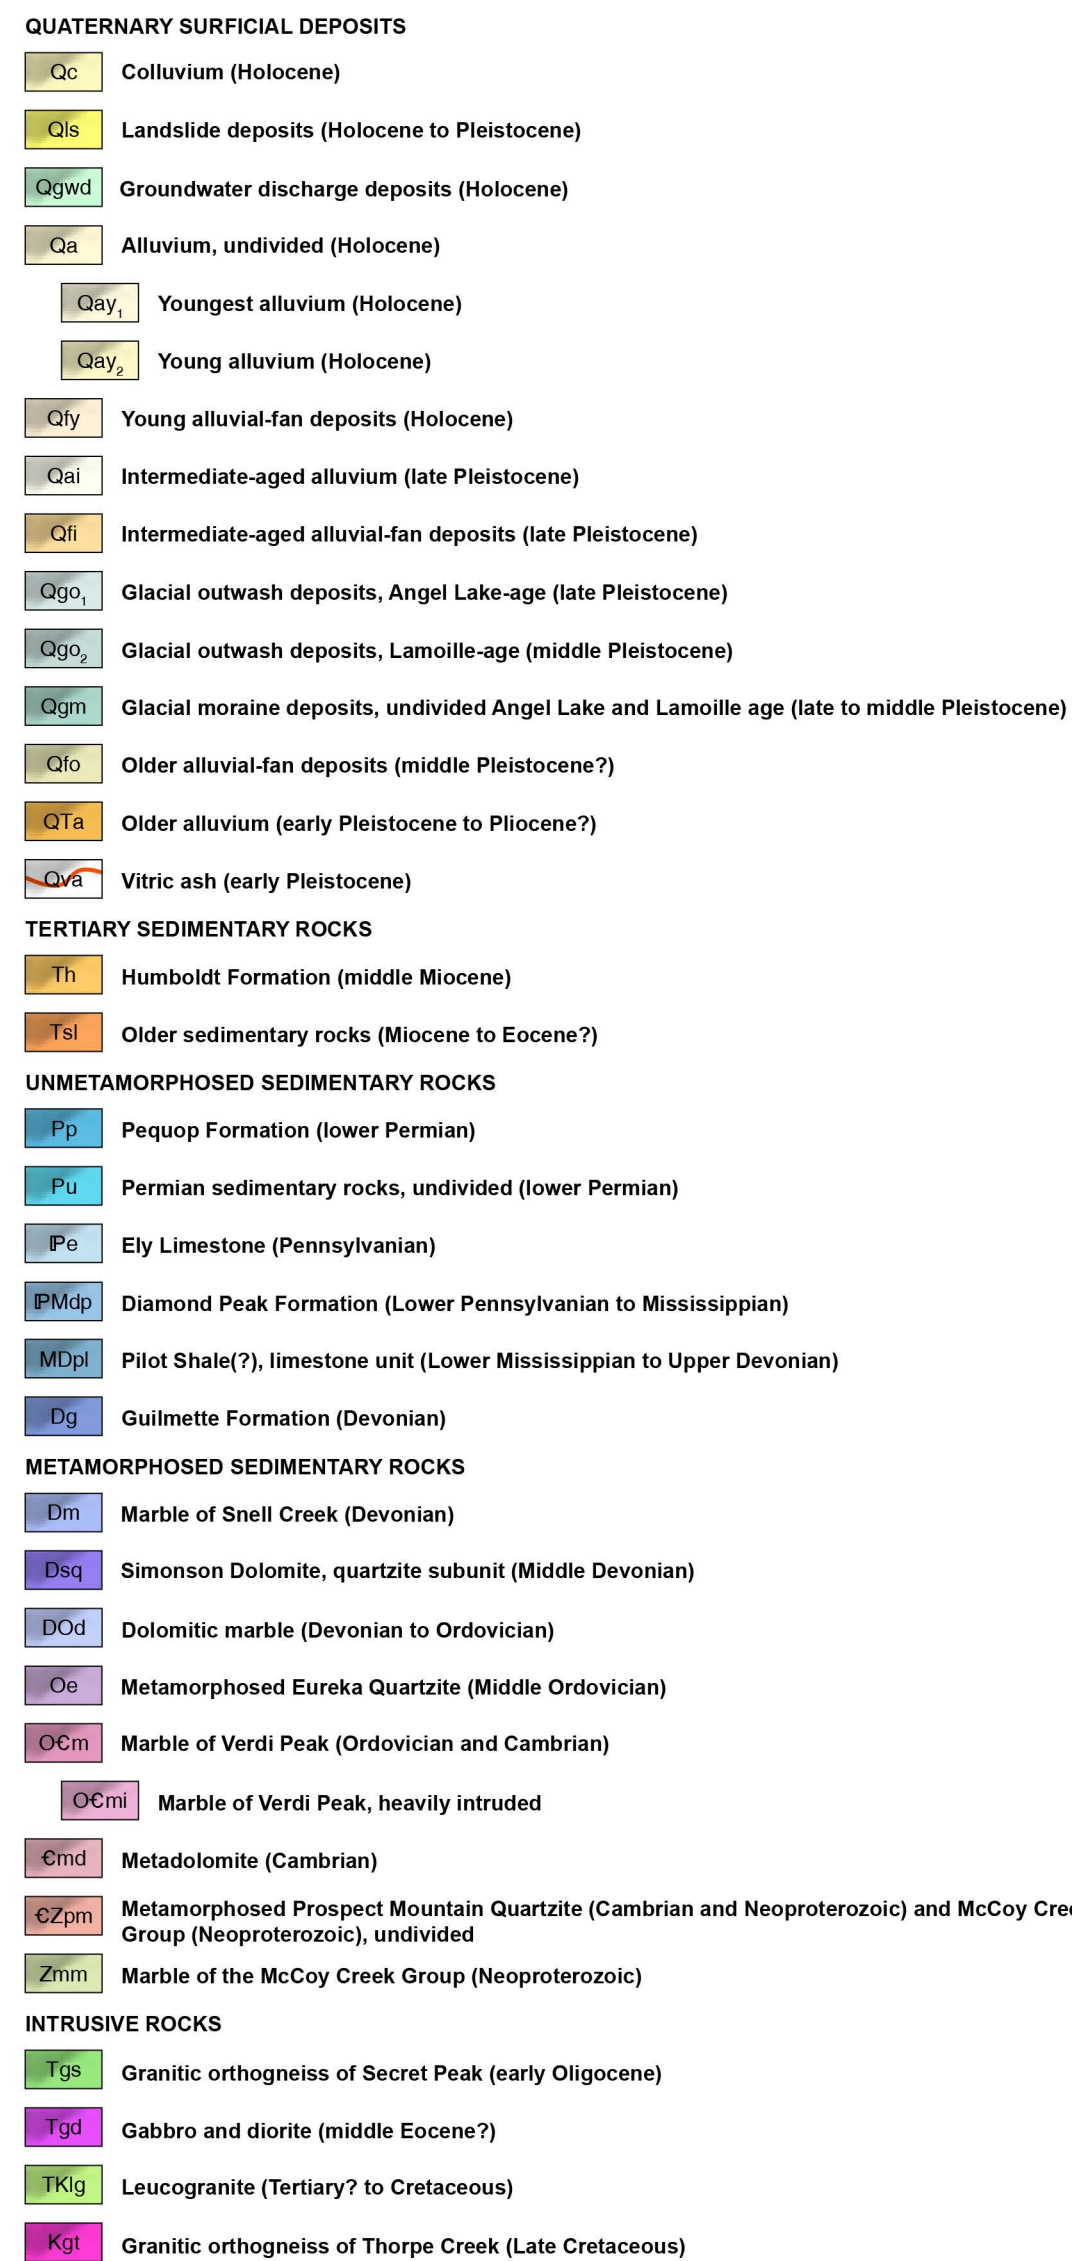 QUATERNARY SURFICIAL DEPOSITS
Qc Colluvium (Holocene)
Qls Landslide deposits (Holocene to Pleistocene)
Qgwd Groundwater discharge deposits (Holocene)
Qa Alluvium, undivided (Holocene)
Qay1 Youngest alluvium (Holocene)
Qay2 Young alluvium (Holocene)
Qfy Young alluvial-fan deposits (Holocene)
Qai Intermediate-aged alluvium (late Pleistocene)
Qfi Intermediate-aged alluvial-fan deposits (late Pleistocene)
Qgo1 Glacial outwash deposits, Angel Lake-age (late Pleistocene)
Qgo2 Glacial outwash deposits, Lamoille-age (middle Pleistocene)
Qgm Glacial moraine deposits, undivided Angel Lake and Lamoille age (late to middle Pleistocene)
Qfo Older alluvial-fan deposits (middle Pleistocene?)
QTa Older alluvium (early Pleistocene to Pliocene?)
Qva Vitric ash (early Pleistocene)
TERTIARY SEDIMENTARY ROCKS
Th Humboldt Formation (middle Miocene)
Tsl Older sedimentary rocks (Miocene to Eocene?)
UNMETAMORPHOSED SEDIMENTARY ROCKS
Pp Pequop Formation (lower Permian)
Pu Permian sedimentary rocks, undivided (lower Permian)
ℙe Ely Limestone (Pennsylvanian)
ℙMdp Diamond Peak Formation (Lower Pennsylvanian to Mississippian)
MDpl Pilot Shale(?), limestone unit (Lower Mississippian to Upper Devonian)
Dg Guilmette Formation (Devonian)
METAMORPHOSED SEDIMENTARY ROCKS
Dm Marble of Snell Creek (Devonian)
Dsq Simonson Dolomite, quartzite subunit (Middle Devonian)
DOd Dolomitic marble (Devonian to Ordovician)
Oe Metamorphosed Eureka Quartzite (Middle Ordovician)
O€m Marble of Verdi Peak (Ordovician and Cambrian)
O€mi Marble of Verdi Peak, heavily intruded
€md Metadolomite (Cambrian)
€Zpm Metamorphosed Prospect Mountain Quartzite (Cambrian and Neoproterozoic) and McCoy Cre
Group (Neoproterozoic), undivided
Zmm Marble of the McCoy Creek Group (Neoproterozoic)
INTRUSIVE ROCKS
Tgs Granitic orthogneiss of Secret Peak (early Oligocene)
Tgd Gabbro and diorite (middle Eocene?)
TKlg Leucogranite (Tertiary? to Cretaceous)
Kgt Granitic orthogneiss of Thorpe Creek (Late Cretaceous)